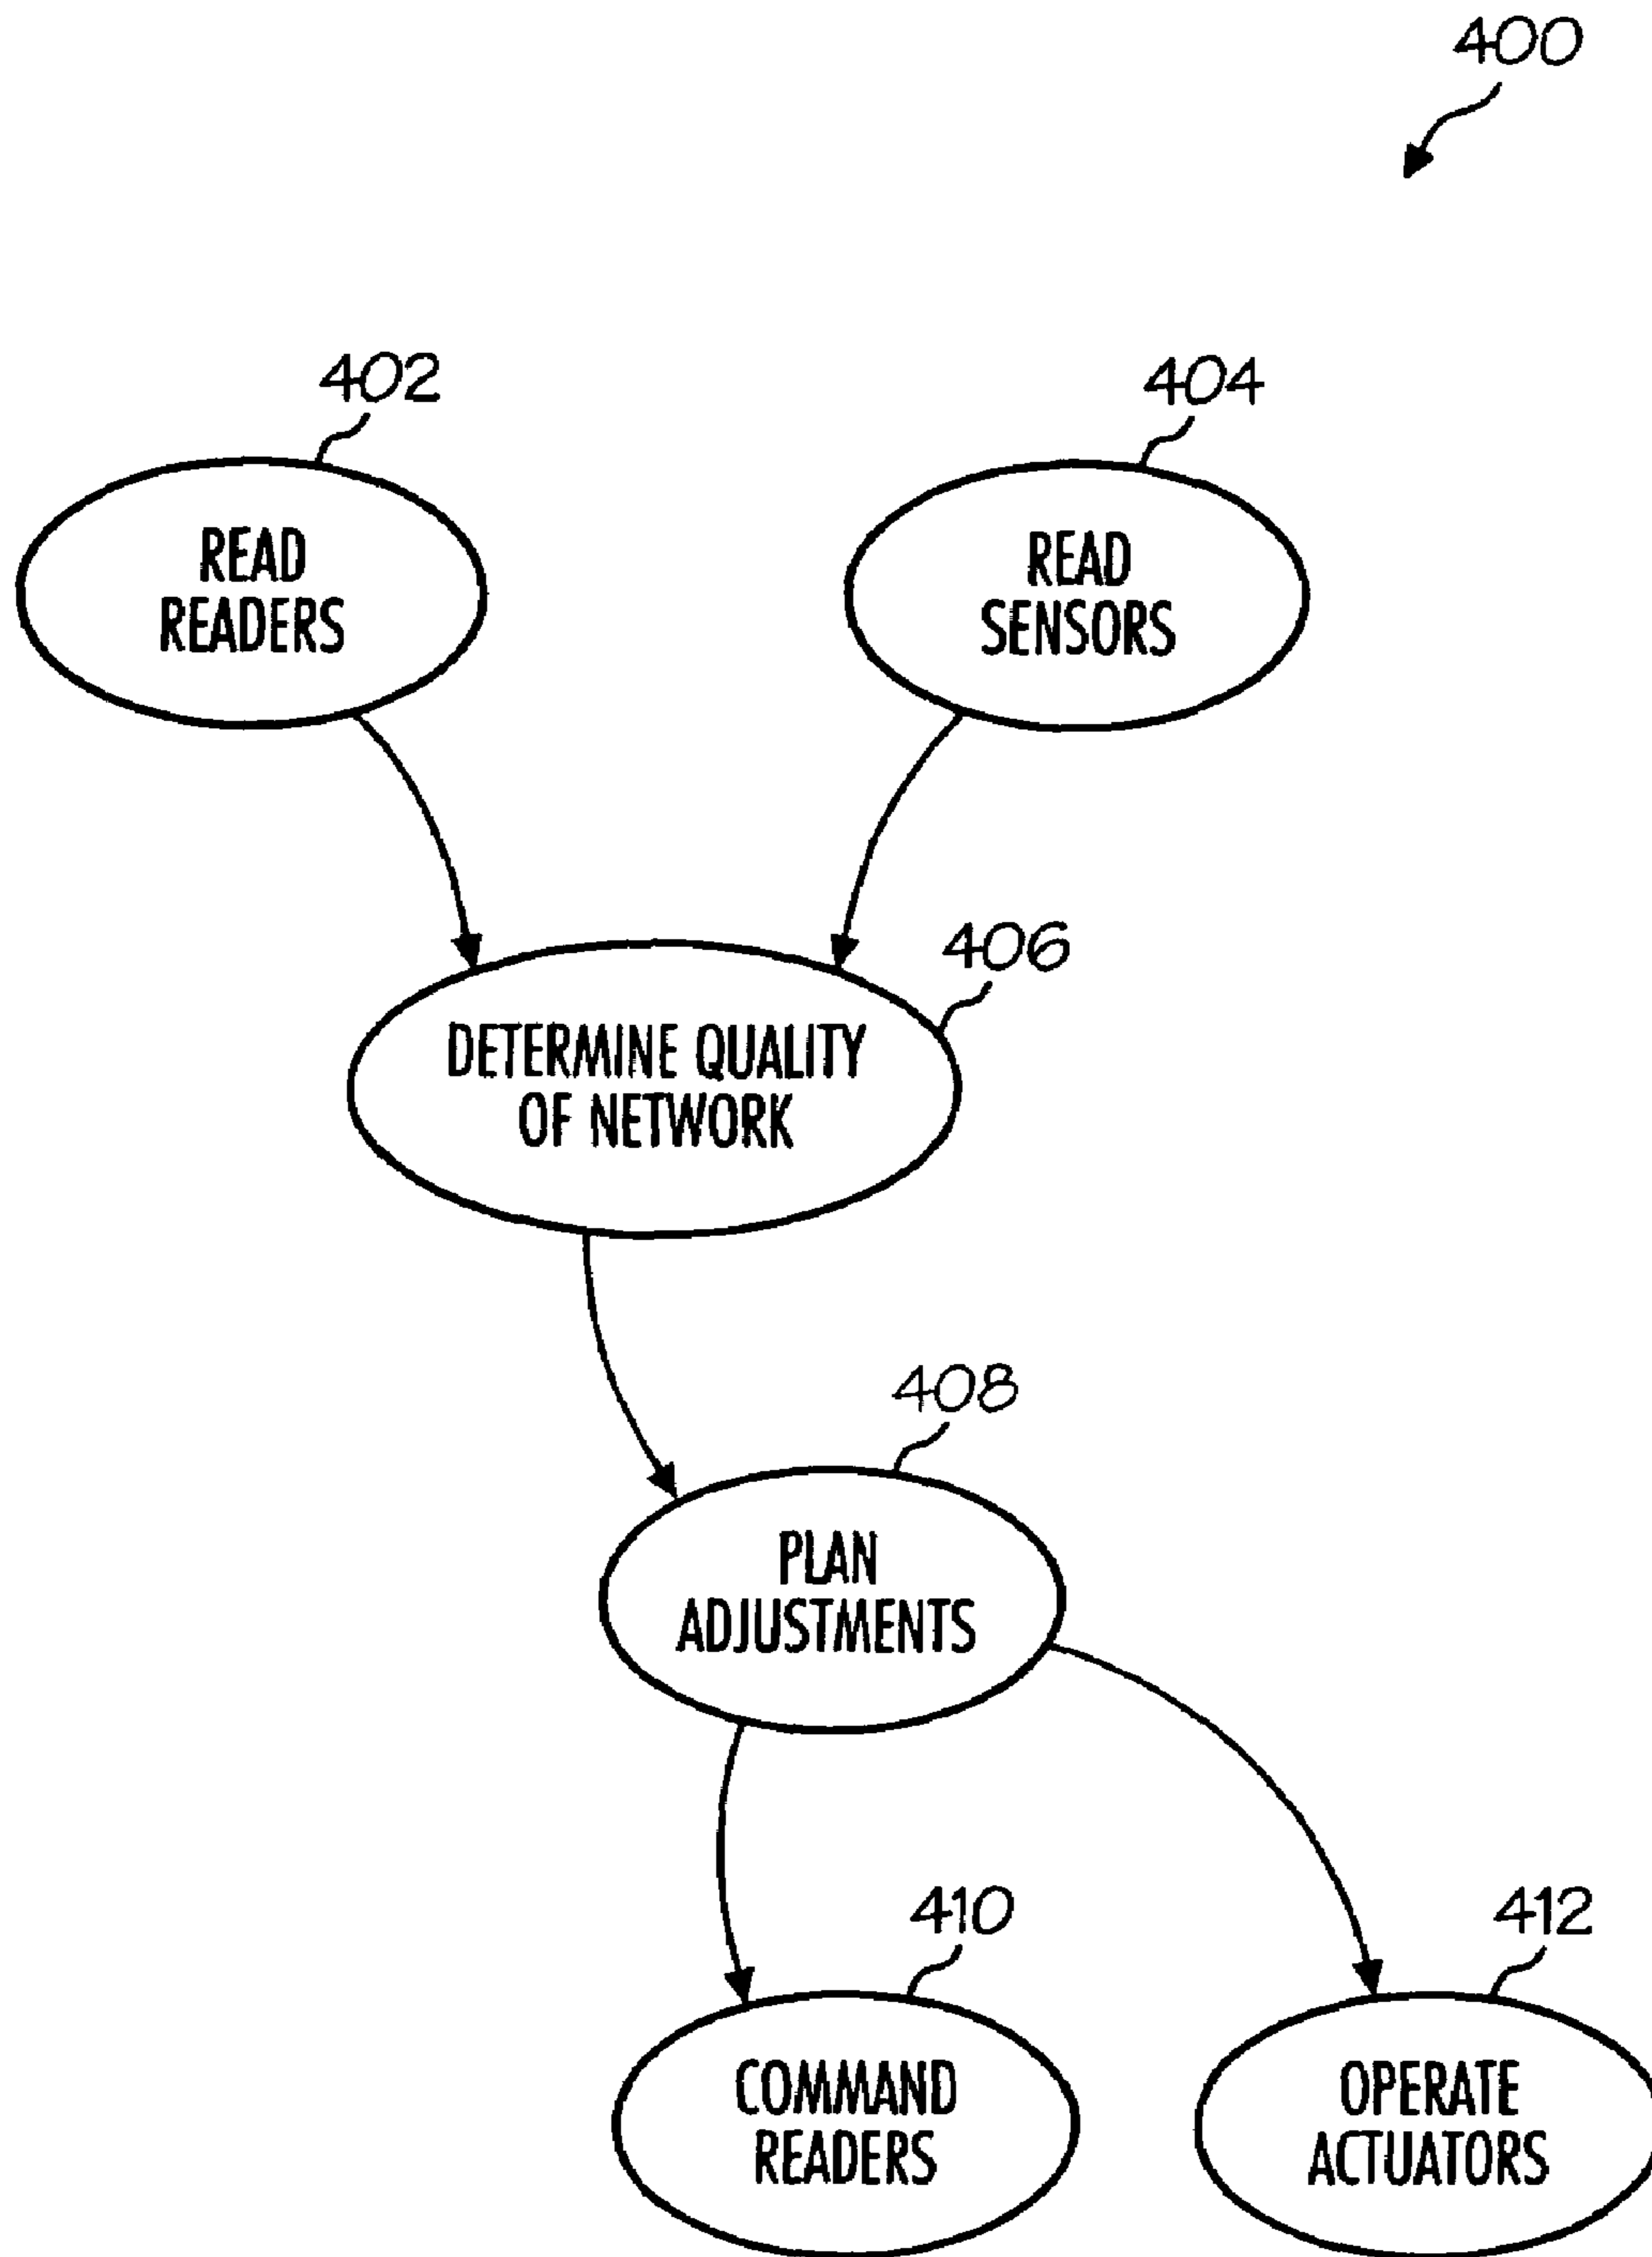 400
402
404
READ
READERS
READ
SENSORS
406
DETERMINE QUALITY
OF NETWORK
408
PLAN
ADJUSTMENTS
410
412
COMMAND
READERS
OPERATE
ACTUATORS